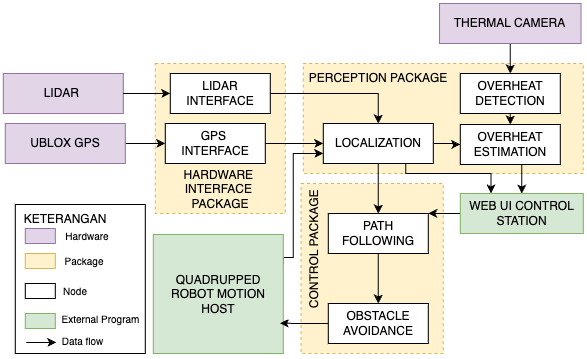 THERMAL CAMERA
PERCEPTION PACKAGE
LIDAR
LIDAR
INTERFACE
OVERHEAT
DETECTION
UBLOX GPS
GPS
INTERFACE
LOCALIZATION
OVERHEAT
ESTIMATION
HARDWARE
INTERFACE
PACKAGE
WEB UI CONTROL
STATION
CONTROL PACKAGE
PATH
FOLLOWING
KETERANGAN
Hardware
Package
Node
External Program
Data flow
QUADRUPPED
ROBOT MOTION
HOST
OBSTACLE
AVOIDANCE